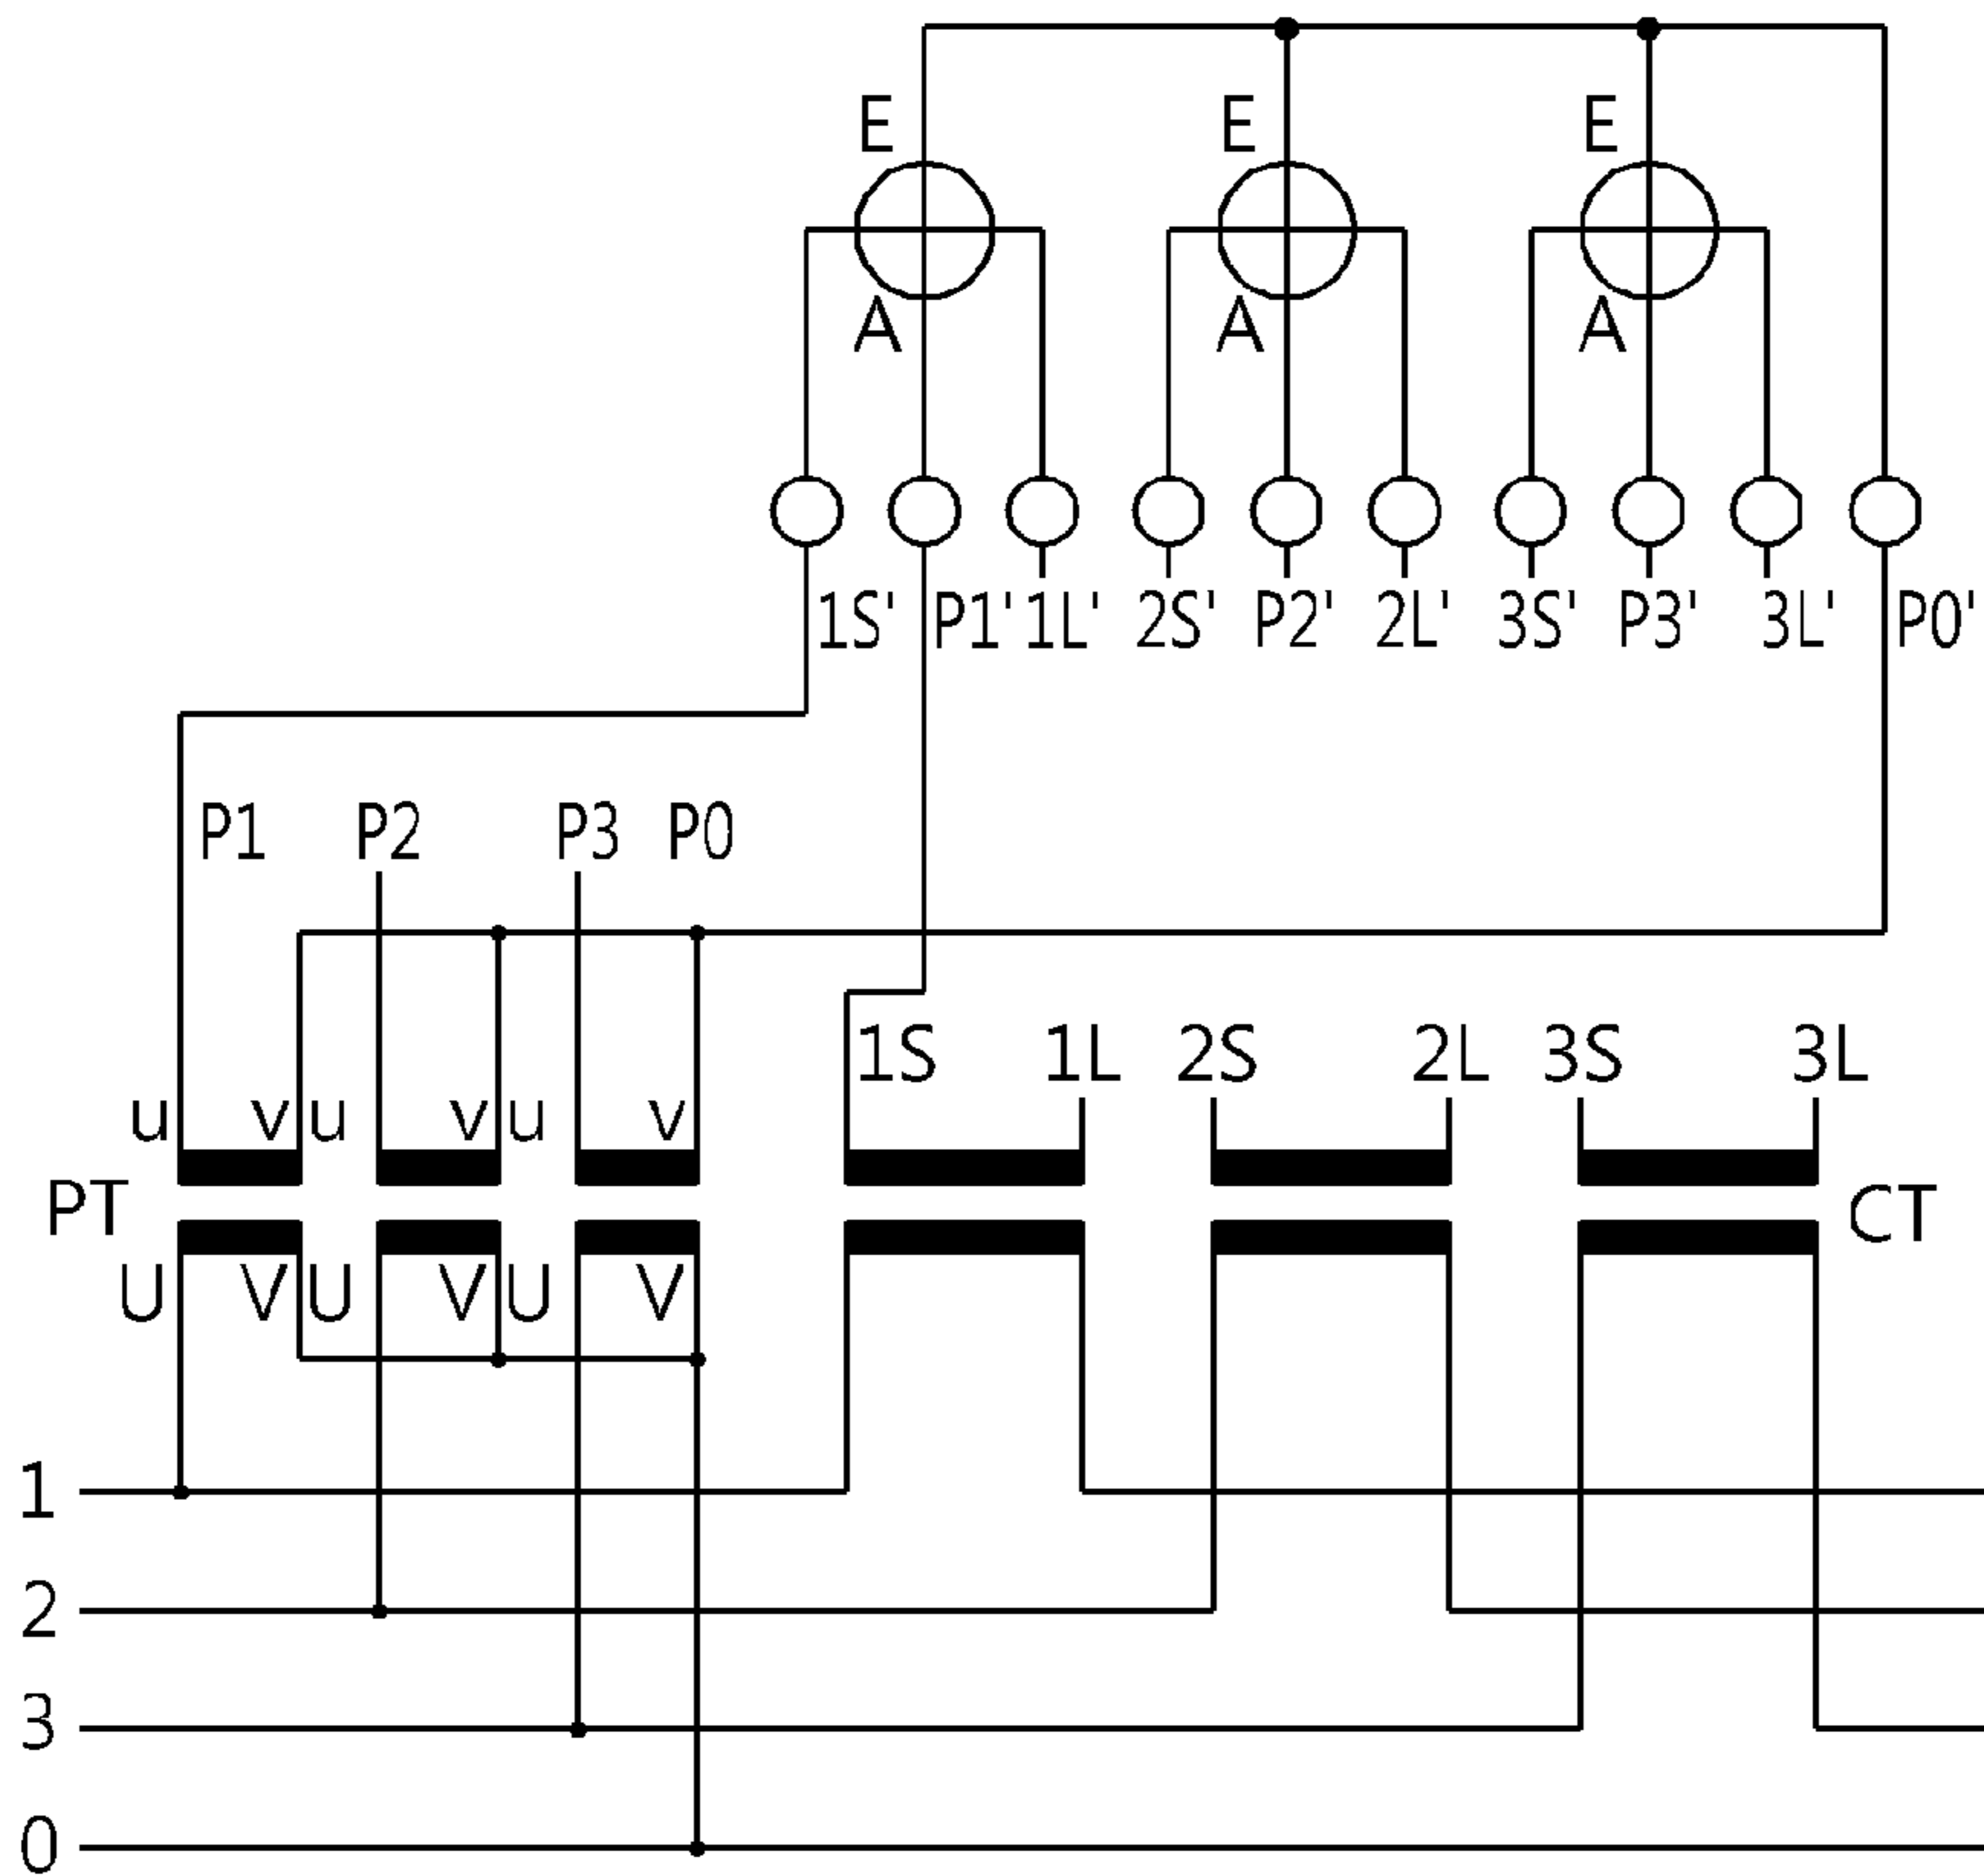 E E E
A A A
1S' P1' 1L' 2S' P2' 2L' 3S' P3' 3L' P0'
P1 P2 P3 P0
1S 1L 2S 2L 3S 3L
u v u v u v
PT CT
U V U V U V
1
2
3
0